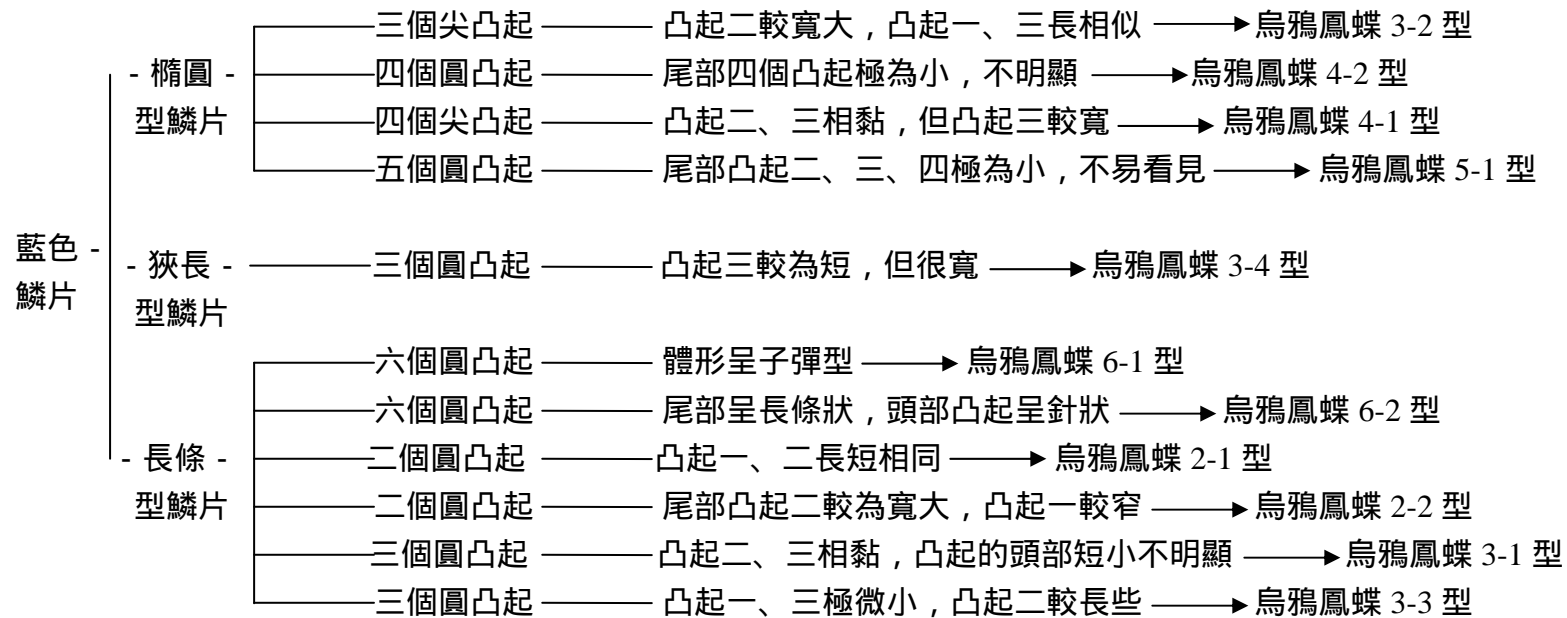 三個尖凸起 凸起二較寬大，凸起一、三長相似 烏鴉鳳蝶 3-2 型
- 橢圓 - 四個圓凸起 尾部四個凸起極為小，不明顯 烏鴉鳳蝶 4-2 型
型鱗片 四個尖凸起 凸起二、三相黏，但凸起三較寬 烏鴉鳳蝶 4-1 型
五個圓凸起 尾部凸起二、三、四極為小，不易看見 烏鴉鳳蝶 5-1 型
藍色 -
鱗片
- 狹長 - 三個圓凸起 凸起三較為短，但很寬 烏鴉鳳蝶 3-4 型
型鱗片
六個圓凸起 體形呈子彈型 烏鴉鳳蝶 6-1 型
六個圓凸起 尾部呈長條狀，頭部凸起呈針狀 烏鴉鳳蝶 6-2 型
- 長條 - 二個圓凸起 凸起一、二長短相同 烏鴉鳳蝶 2-1 型
型鱗片 二個圓凸起 尾部凸起二較為寬大，凸起一較窄 烏鴉鳳蝶 2-2 型
三個圓凸起 凸起二、三相黏，凸起的頭部短小不明顯 烏鴉鳳蝶 3-1 型
三個圓凸起 凸起一、三極微小，凸起二較長些 烏鴉鳳蝶 3-3 型